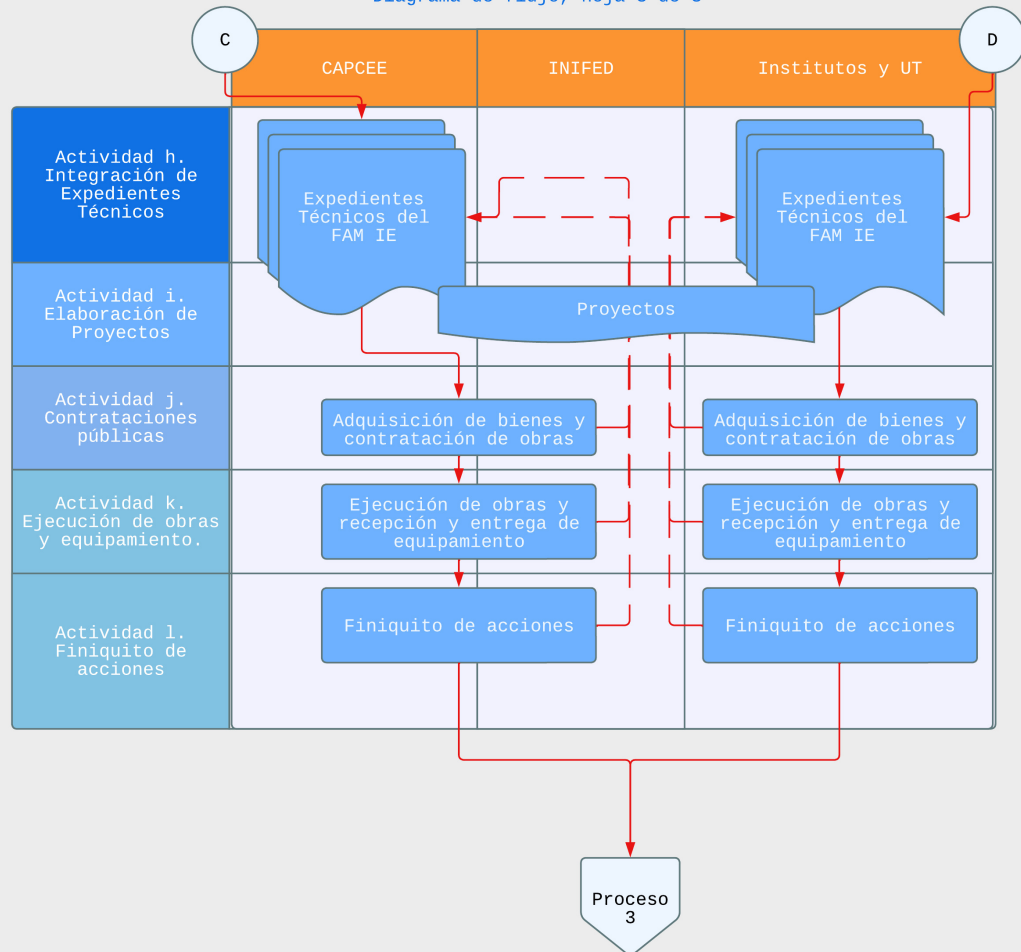 C
D
CAPCEE
INIFED
Institutos y UT
Actividad h.
Integración de
Expedientes
Técnicos
Expedientes
Técnicos del
FAM IE
Expedientes
Técnicos del
FAM IE
Actividad i.
Elaboración de
Proyectos
Proyectos
Actividad j.
Contrataciones
públicas
Adquisición de bienes y
contratación de obras
Adquisición de bienes y
contratación de obras
Actividad k.
Ejecución de obras
y equipamiento.
Ejecución de obras y
recepción y entrega de
equipamiento
Ejecución de obras y
recepción y entrega de
equipamiento
Actividad l.
Finiquito de
acciones
Finiquito de acciones
Finiquito de acciones
Proceso
3